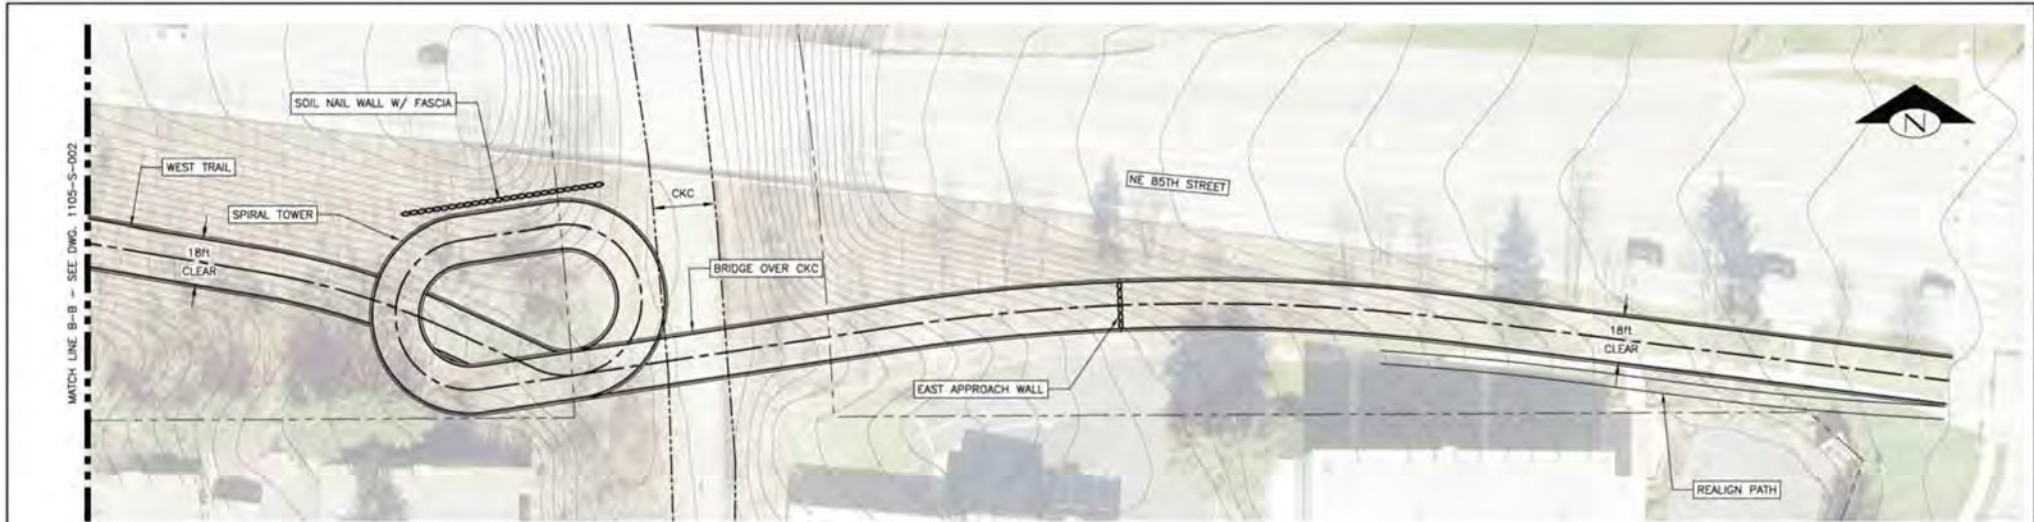 MATCH LINE B-B - SEE DWG. 1105-S-002
SOIL NAIL WALL W/ FASCIA
WEST TRAIL
SPIRAL TOWER
18ft
CLEAR
CKC
NE 85TH STREET
N
BRIDGE OVER CKC
EAST APPROACH WALL
18ft
CLEAR
REALIGN PATH